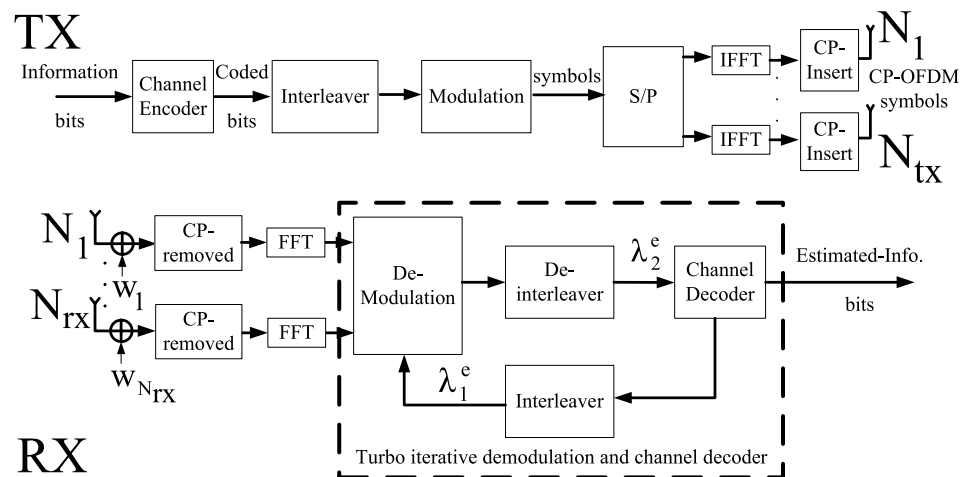 TX
Information
bits
Channel
Encoder
Coded
bits
Interleaver
Modulation
symbols
S/P
IFFT
CP-
Insert
N1
CP-OFDM
symbols
IFFT
CP-
Insert
Ntx
N1
w1
CP-
removed
FFT
Nrx
wNrx
CP-
removed
FFT
De-
Modulation
De-
interleaver
λ2e
Channel
Decoder
Estimated-Info.
bits
λ1e
Interleaver
Turbo iterative demodulation and channel decoder
RX